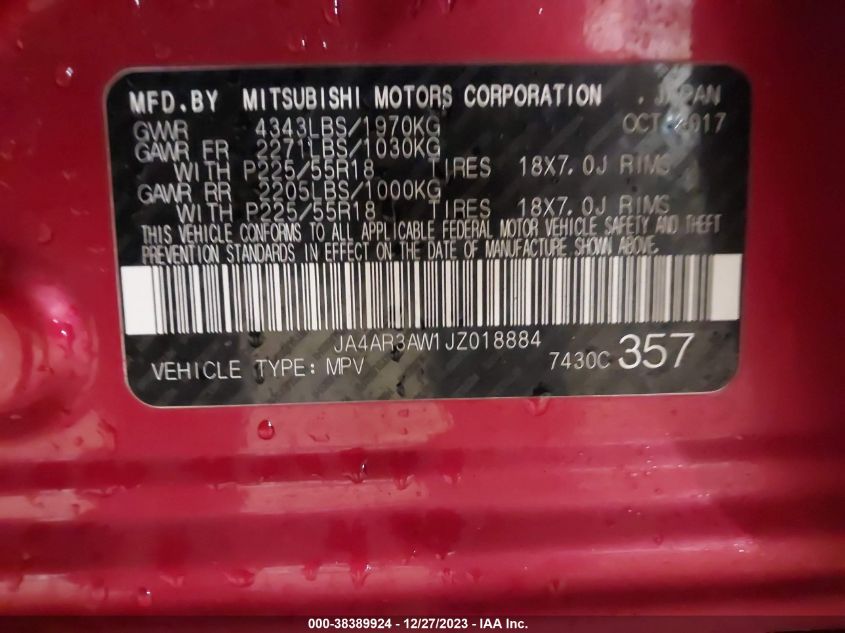 MFD.BY MITSUBISHI MOTORS CORPORATION , JAPAN
GVWR 4343LBS/1970KG OCT 2017
GAWR FR 2271LBS/1030KG
WITH P225/55R18 TIRES 18X7.0J RIMS
GAWR RR 2205LBS/1000KG
WITH P225/55R18 TIRES 18X7.0J RIMS
THIS VEHICLE CONFORMS TO ALL APPLICABLE FEDERAL MOTOR VEHICLE SAFETY AND THEFT
PREVENTION STANDARDS IN EFFECT ON THE DATE OF MANUFACTURE SHOWN ABOVE.
JA4AR3AW1JZ018884
VEHICLE TYPE: MPV 7430C 357
000-38389924 - 12/27/2023 - IAA Inc.